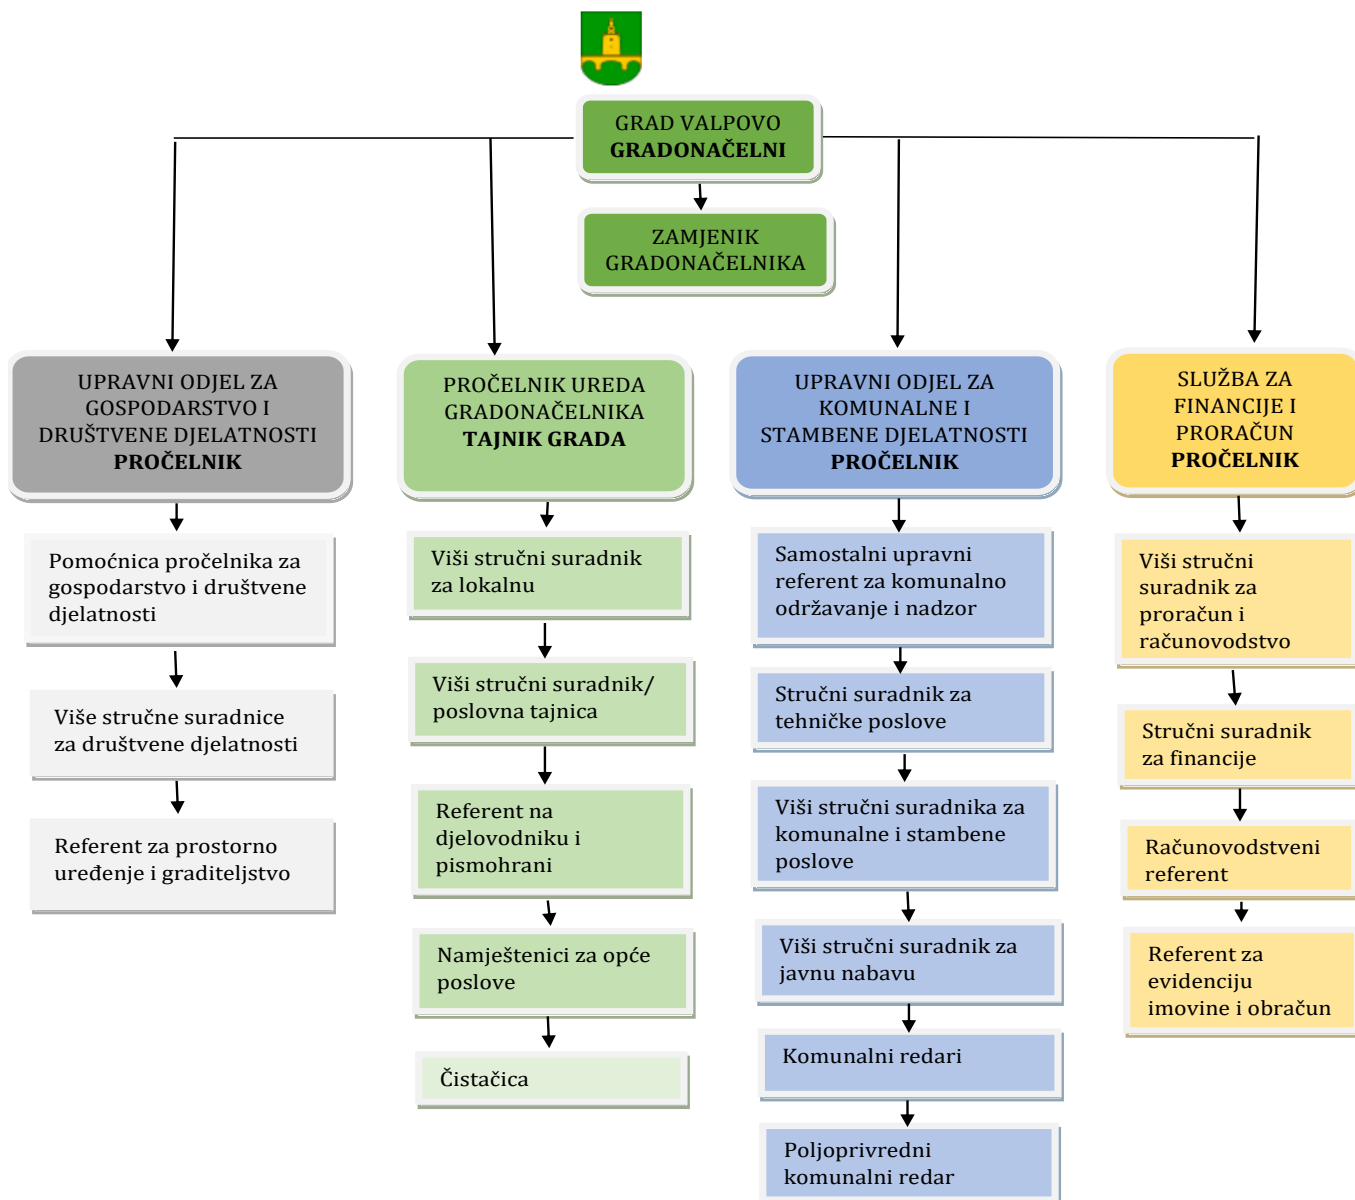 GRAD VALPOVO
GRADONAČELNI
ZAMJENIK
GRADONAČELNIKA
UPRAVNI ODJEL ZA
GOSPODARSTVO I
DRUŠTVENE DJELATNOSTI
PROČELNIK
Pomoćnica pročelnika za
gospodarstvo i društvene
djelatnosti
Više stručne suradnice
za društvene djelatnosti
Referent za prostorno
uređenje i graditeljstvo
PROČELNIK UREDA
GRADONAČELNIKA
TAJNIK GRADA
Viši stručni suradnik
za lokalnu
Viši stručni suradnik/
poslovna tajnica
Referent na
djelovodniku i
pismohrani
Namještenici za opće
poslove
Čistačica
UPRAVNI ODJEL ZA
KOMUNALNE I
STAMBENE DJELATNOSTI
PROČELNIK
Samostalni upravni
referent za komunalno
održavanje i nadzor
Stručni suradnik za
tehničke poslove
Viši stručni suradnika za
komunalne i stambene
poslove
Viši stručni suradnik za
javnu nabavu
Komunalni redari
Poljoprivredni
komunalni redar
SLUŽBA ZA
FINANCIJE I
PRORAČUN
PROČELNIK
Viši stručni
suradnik za
proračun i
računovodstvo
Stručni suradnik
za financije
Računovodstveni
referent
Referent za
evidenciju
imovine i obračun